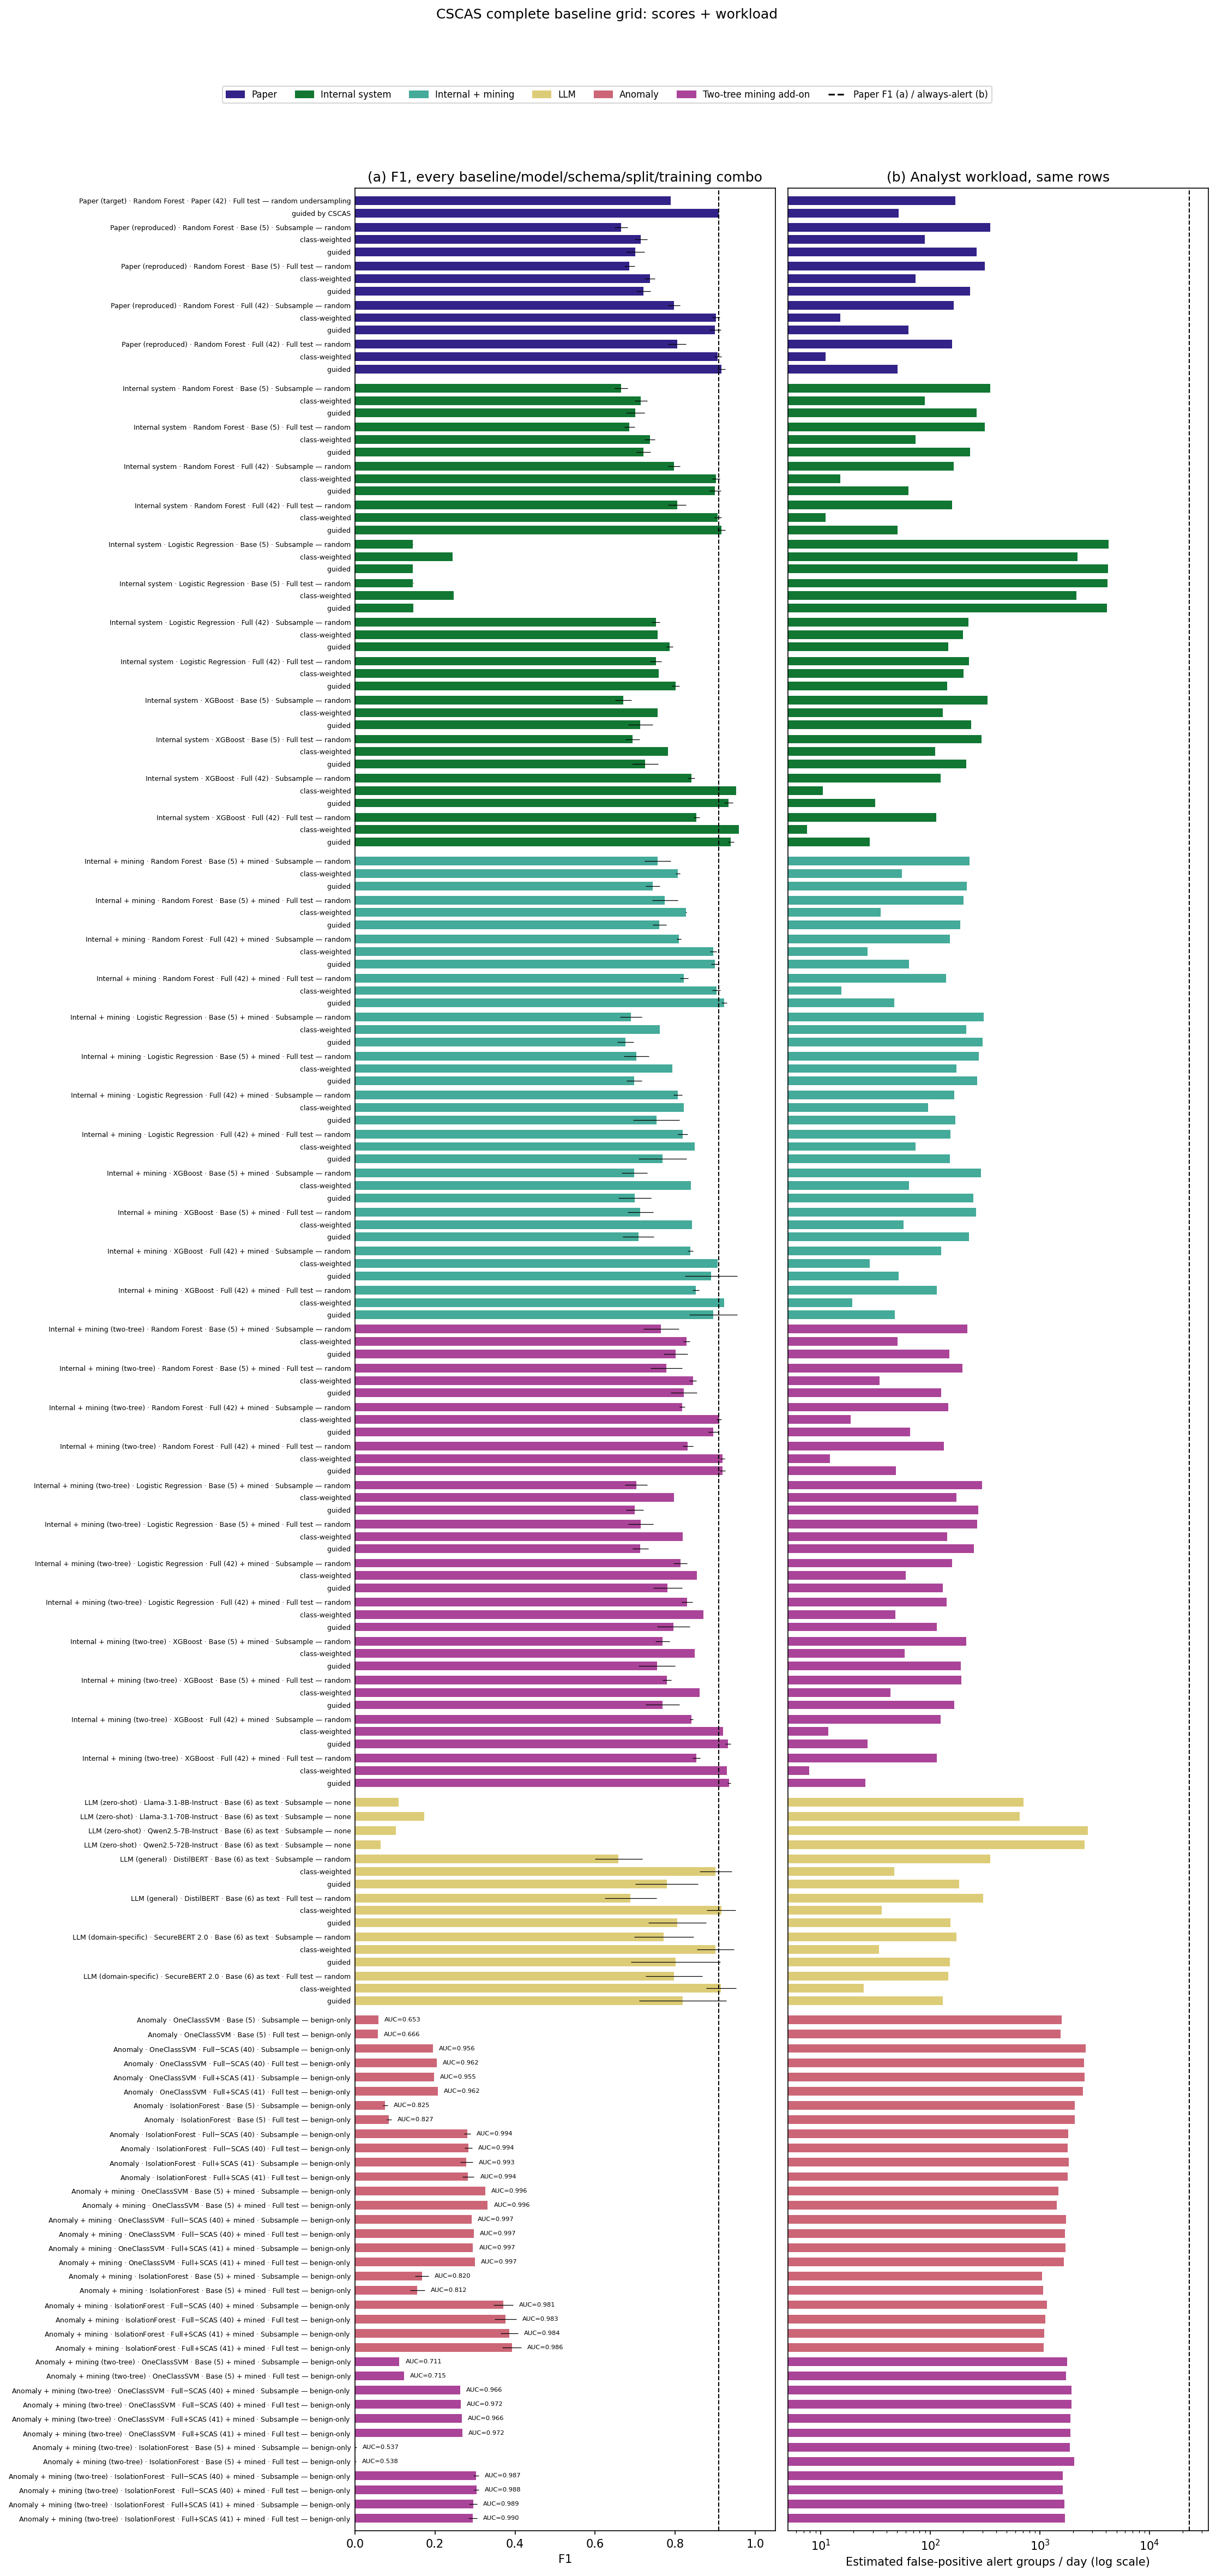 CSCAS complete baseline grid: scores + workload
Paper
Internal system
Internal + mining
LLM
Anomaly
Two-tree mining add-on
Paper F1 (a) / always-alert (b)
(a) F1, every baseline/model/schema/split/training combo
(b) Analyst workload, same rows
Paper (target) · Random Forest · Paper (42) · Full test — random undersampling
guided by CSCAS
Paper (reproduced) · Random Forest · Base (5) · Subsample — random
class-weighted
guided
Paper (reproduced) · Random Forest · Base (5) · Full test — random
class-weighted
guided
Paper (reproduced) · Random Forest · Full (42) · Subsample — random
class-weighted
guided
Paper (reproduced) · Random Forest · Full (42) · Full test — random
class-weighted
guided
Internal system · Random Forest · Base (5) · Subsample — random
class-weighted
guided
Internal system · Random Forest · Base (5) · Full test — random
class-weighted
guided
Internal system · Random Forest · Full (42) · Subsample — random
class-weighted
guided
Internal system · Random Forest · Full (42) · Full test — random
class-weighted
guided
Internal system · Logistic Regression · Base (5) · Subsample — random
class-weighted
guided
Internal system · Logistic Regression · Base (5) · Full test — random
class-weighted
guided
Internal system · Logistic Regression · Full (42) · Subsample — random
class-weighted
guided
Internal system · Logistic Regression · Full (42) · Full test — random
class-weighted
guided
Internal system · XGBoost · Base (5) · Subsample — random
class-weighted
guided
Internal system · XGBoost · Base (5) · Full test — random
class-weighted
guided
Internal system · XGBoost · Full (42) · Subsample — random
class-weighted
guided
Internal system · XGBoost · Full (42) · Full test — random
class-weighted
guided
Internal + mining · Random Forest · Base (5) + mined · Subsample — random
class-weighted
guided
Internal + mining · Random Forest · Base (5) + mined · Full test — random
class-weighted
guided
Internal + mining · Random Forest · Full (42) + mined · Subsample — random
class-weighted
guided
Internal + mining · Random Forest · Full (42) + mined · Full test — random
class-weighted
guided
Internal + mining · Logistic Regression · Base (5) + mined · Subsample — random
class-weighted
guided
Internal + mining · Logistic Regression · Base (5) + mined · Full test — random
class-weighted
guided
Internal + mining · Logistic Regression · Full (42) + mined · Subsample — random
class-weighted
guided
Internal + mining · Logistic Regression · Full (42) + mined · Full test — random
class-weighted
guided
Internal + mining · XGBoost · Base (5) + mined · Subsample — random
class-weighted
guided
Internal + mining · XGBoost · Base (5) + mined · Full test — random
class-weighted
guided
Internal + mining · XGBoost · Full (42) + mined · Subsample — random
class-weighted
guided
Internal + mining · XGBoost · Full (42) + mined · Full test — random
class-weighted
guided
Internal + mining (two-tree) · Random Forest · Base (5) + mined · Subsample — random
class-weighted
guided
Internal + mining (two-tree) · Random Forest · Base (5) + mined · Full test — random
class-weighted
guided
Internal + mining (two-tree) · Random Forest · Full (42) + mined · Subsample — random
class-weighted
guided
Internal + mining (two-tree) · Random Forest · Full (42) + mined · Full test — random
class-weighted
guided
Internal + mining (two-tree) · Logistic Regression · Base (5) + mined · Subsample — random
class-weighted
guided
Internal + mining (two-tree) · Logistic Regression · Base (5) + mined · Full test — random
class-weighted
guided
Internal + mining (two-tree) · Logistic Regression · Full (42) + mined · Subsample — random
class-weighted
guided
Internal + mining (two-tree) · Logistic Regression · Full (42) + mined · Full test — random
class-weighted
guided
Internal + mining (two-tree) · XGBoost · Base (5) + mined · Subsample — random
class-weighted
guided
Internal + mining (two-tree) · XGBoost · Base (5) + mined · Full test — random
class-weighted
guided
Internal + mining (two-tree) · XGBoost · Full (42) + mined · Subsample — random
class-weighted
guided
Internal + mining (two-tree) · XGBoost · Full (42) + mined · Full test — random
class-weighted
guided
LLM (zero-shot) · Llama-3.1-8B-Instruct · Base (6) as text · Subsample — none
LLM (zero-shot) · Llama-3.1-70B-Instruct · Base (6) as text · Subsample — none
LLM (zero-shot) · Qwen2.5-7B-Instruct · Base (6) as text · Subsample — none
LLM (zero-shot) · Qwen2.5-72B-Instruct · Base (6) as text · Subsample — none
LLM (general) · DistilBERT · Base (6) as text · Subsample — random
class-weighted
guided
LLM (general) · DistilBERT · Base (6) as text · Full test — random
class-weighted
guided
LLM (domain-specific) · SecureBERT 2.0 · Base (6) as text · Subsample — random
class-weighted
guided
LLM (domain-specific) · SecureBERT 2.0 · Base (6) as text · Full test — random
class-weighted
guided
Anomaly · OneClassSVM · Base (5) · Subsample — benign-only AUC=0.653
Anomaly · OneClassSVM · Base (5) · Full test — benign-only AUC=0.666
Anomaly · OneClassSVM · Full−SCAS (40) · Subsample — benign-only AUC=0.956
Anomaly · OneClassSVM · Full−SCAS (40) · Full test — benign-only AUC=0.962
Anomaly · OneClassSVM · Full+SCAS (41) · Subsample — benign-only AUC=0.955
Anomaly · OneClassSVM · Full+SCAS (41) · Full test — benign-only AUC=0.962
Anomaly · IsolationForest · Base (5) · Subsample — benign-only AUC=0.825
Anomaly · IsolationForest · Base (5) · Full test — benign-only AUC=0.827
Anomaly · IsolationForest · Full−SCAS (40) · Subsample — benign-only AUC=0.994
Anomaly · IsolationForest · Full−SCAS (40) · Full test — benign-only AUC=0.994
Anomaly · IsolationForest · Full+SCAS (41) · Subsample — benign-only AUC=0.993
Anomaly · IsolationForest · Full+SCAS (41) · Full test — benign-only AUC=0.994
Anomaly + mining · OneClassSVM · Base (5) + mined · Subsample — benign-only AUC=0.996
Anomaly + mining · OneClassSVM · Base (5) + mined · Full test — benign-only AUC=0.996
Anomaly + mining · OneClassSVM · Full−SCAS (40) + mined · Subsample — benign-only AUC=0.997
Anomaly + mining · OneClassSVM · Full−SCAS (40) + mined · Full test — benign-only AUC=0.997
Anomaly + mining · OneClassSVM · Full+SCAS (41) + mined · Subsample — benign-only AUC=0.997
Anomaly + mining · OneClassSVM · Full+SCAS (41) + mined · Full test — benign-only AUC=0.997
Anomaly + mining · IsolationForest · Base (5) + mined · Subsample — benign-only AUC=0.820
Anomaly + mining · IsolationForest · Base (5) + mined · Full test — benign-only AUC=0.812
Anomaly + mining · IsolationForest · Full−SCAS (40) + mined · Subsample — benign-only AUC=0.981
Anomaly + mining · IsolationForest · Full−SCAS (40) + mined · Full test — benign-only AUC=0.983
Anomaly + mining · IsolationForest · Full+SCAS (41) + mined · Subsample — benign-only AUC=0.984
Anomaly + mining · IsolationForest · Full+SCAS (41) + mined · Full test — benign-only AUC=0.986
Anomaly + mining (two-tree) · OneClassSVM · Base (5) + mined · Subsample — benign-only AUC=0.711
Anomaly + mining (two-tree) · OneClassSVM · Base (5) + mined · Full test — benign-only AUC=0.715
Anomaly + mining (two-tree) · OneClassSVM · Full−SCAS (40) + mined · Subsample — benign-only AUC=0.966
Anomaly + mining (two-tree) · OneClassSVM · Full−SCAS (40) + mined · Full test — benign-only AUC=0.972
Anomaly + mining (two-tree) · OneClassSVM · Full+SCAS (41) + mined · Subsample — benign-only AUC=0.966
Anomaly + mining (two-tree) · OneClassSVM · Full+SCAS (41) + mined · Full test — benign-only AUC=0.972
Anomaly + mining (two-tree) · IsolationForest · Base (5) + mined · Subsample — benign-only AUC=0.537
Anomaly + mining (two-tree) · IsolationForest · Base (5) + mined · Full test — benign-only AUC=0.538
Anomaly + mining (two-tree) · IsolationForest · Full−SCAS (40) + mined · Subsample — benign-only AUC=0.987
Anomaly + mining (two-tree) · IsolationForest · Full−SCAS (40) + mined · Full test — benign-only AUC=0.988
Anomaly + mining (two-tree) · IsolationForest · Full+SCAS (41) + mined · Subsample — benign-only AUC=0.989
Anomaly + mining (two-tree) · IsolationForest · Full+SCAS (41) + mined · Full test — benign-only AUC=0.990
0.0 0.2 0.4 0.6 0.8 1.0
F1
10¹ 10² 10³ 10⁴
Estimated false-positive alert groups / day (log scale)